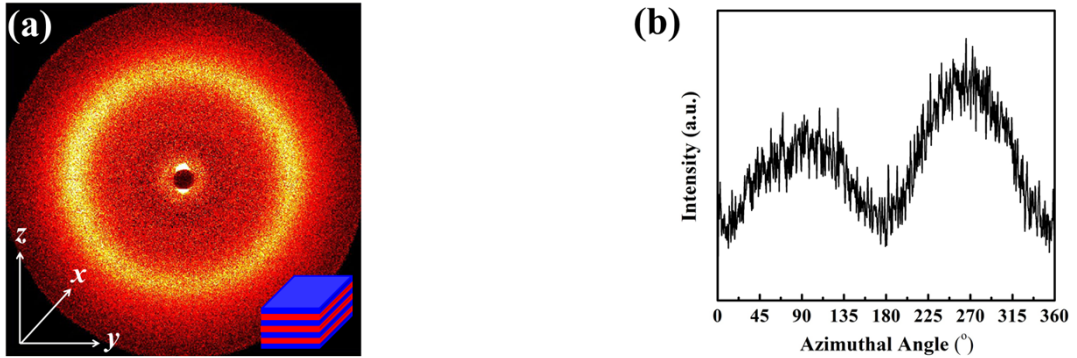 (a)
z
x
y
(b)
Intensity (a.u.)
0 45 90 135 180 225 270 315 360
Azimuthal Angle (°)